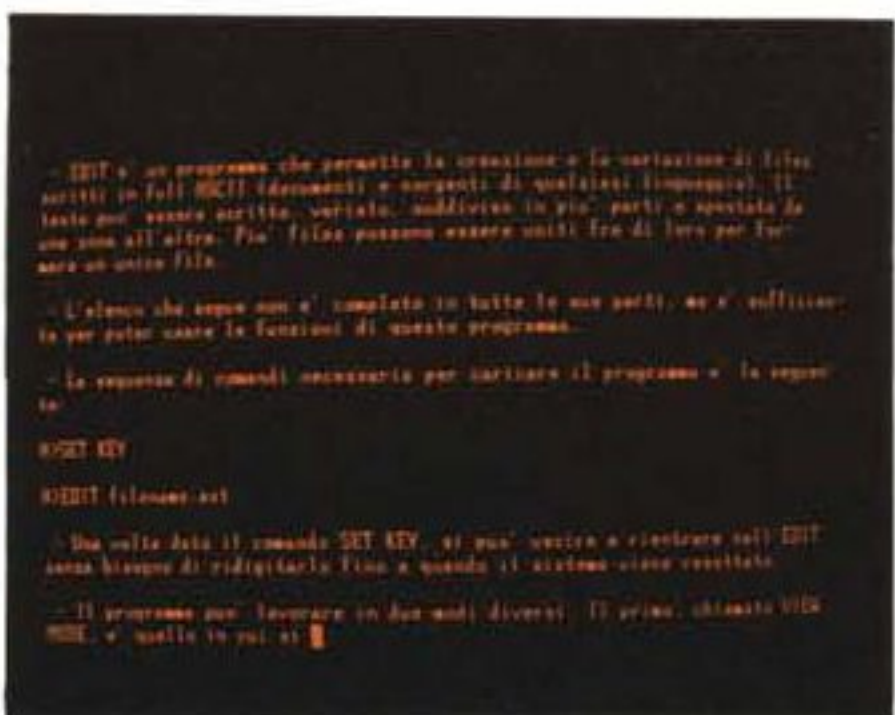 - EDIT e' un programma che permette la creazione e la variazione di files
scritti in full ASCII (documenti e sorgenti di qualsiasi linguaggio). Il
testo puo' essere scritto, variato, suddiviso in piu' parti o spostato da
una zona all'altra. Piu' files possono essere uniti fra di loro per for-
mare un unico file.
- L'elenco che segue non e' completo in tutte le sue parti, ma e' sufficien-
te per poter usare le funzioni di questo programma.
- La sequenza di comandi necessaria per caricare il programma e' la seguen-
te
A>SET KEY
A>EDIT filename.ext
- Una volta dato il comando SET KEY, si puo' uscire e rientrare nell'EDIT
senza bisogno di ridigitarlo fino a quando il sistema viene resettato
- Il programma puo' lavorare in due modi diversi. Il primo, chiamato VIEW
MODE, e' quello in cui si